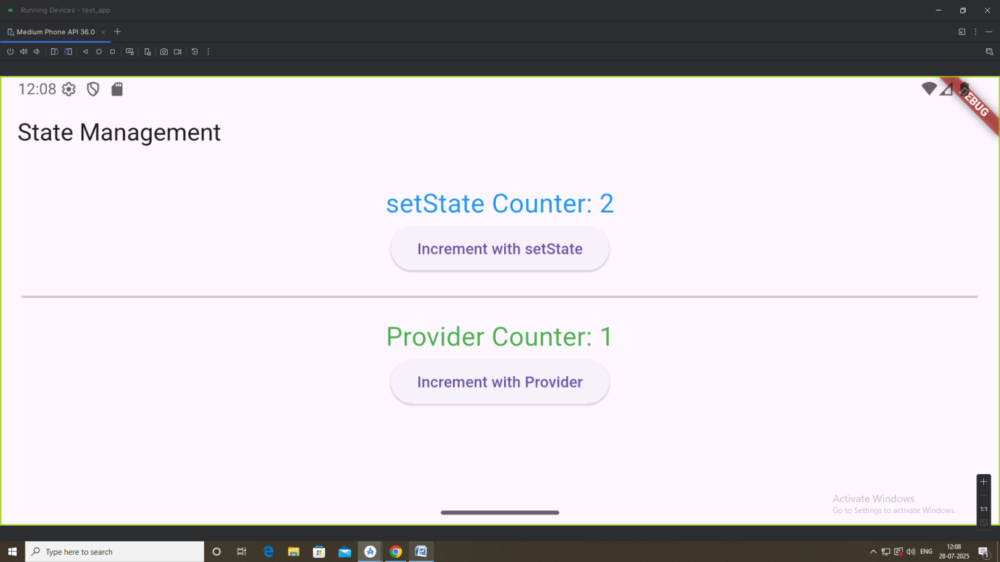 Running Devices - test_app
Medium Phone API 36.0
12:08
DEBUG
State Management
setState Counter: 2
Increment with setState
Provider Counter: 1
Increment with Provider
Activate Windows
Go to Settings to activate Windows.
1:1
Type here to search
ENG
12:08
28-07-2025
1